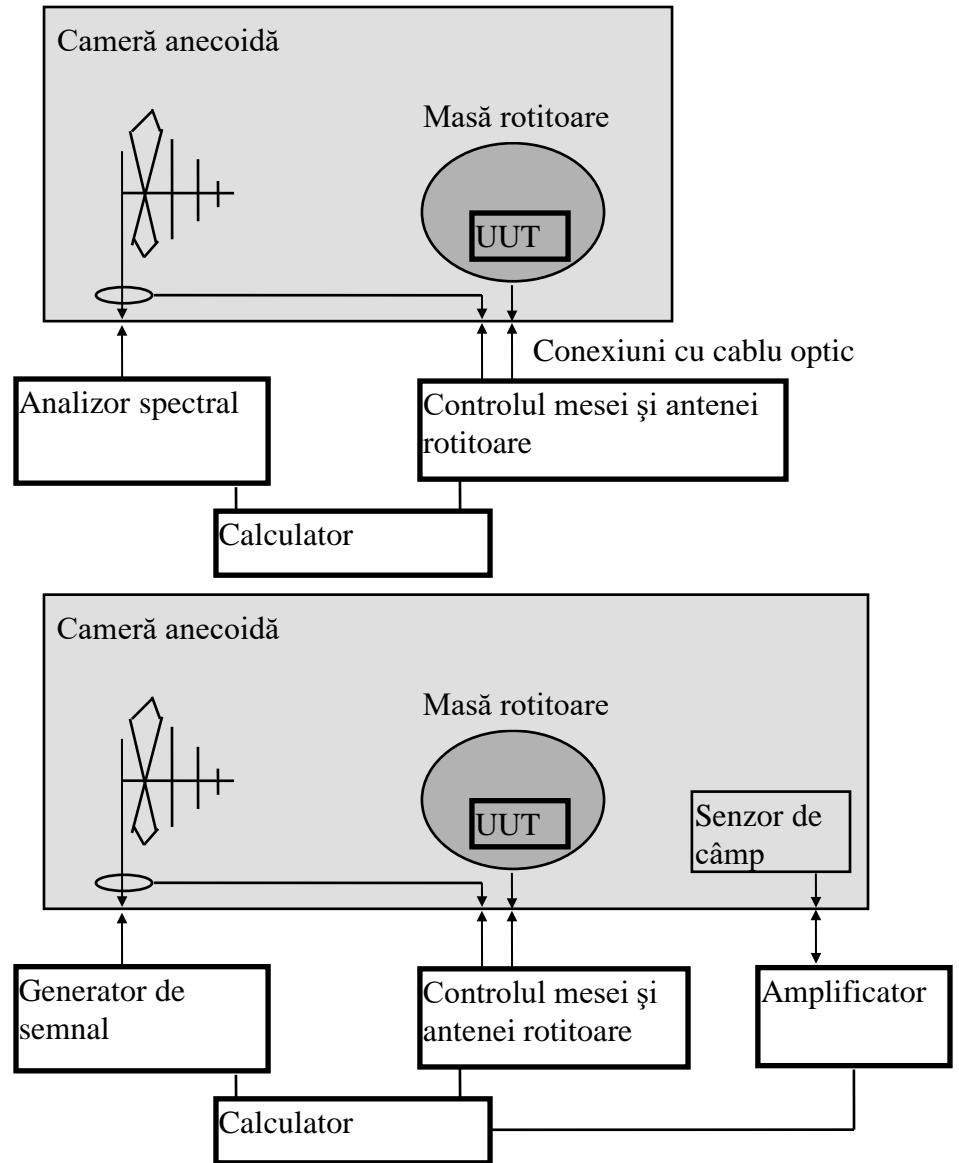 Cameră anecoidă
Masă rotitoare
UUT
Conexiuni cu cablu optic
Analizor spectral
Controlul mesei şi antenei
rotitoare
Calculator
Cameră anecoidă
Masă rotitoare
UUT
Senzor de
câmp
Generator de
semnal
Controlul mesei şi
antenei rotitoare
Amplificator
Calculator